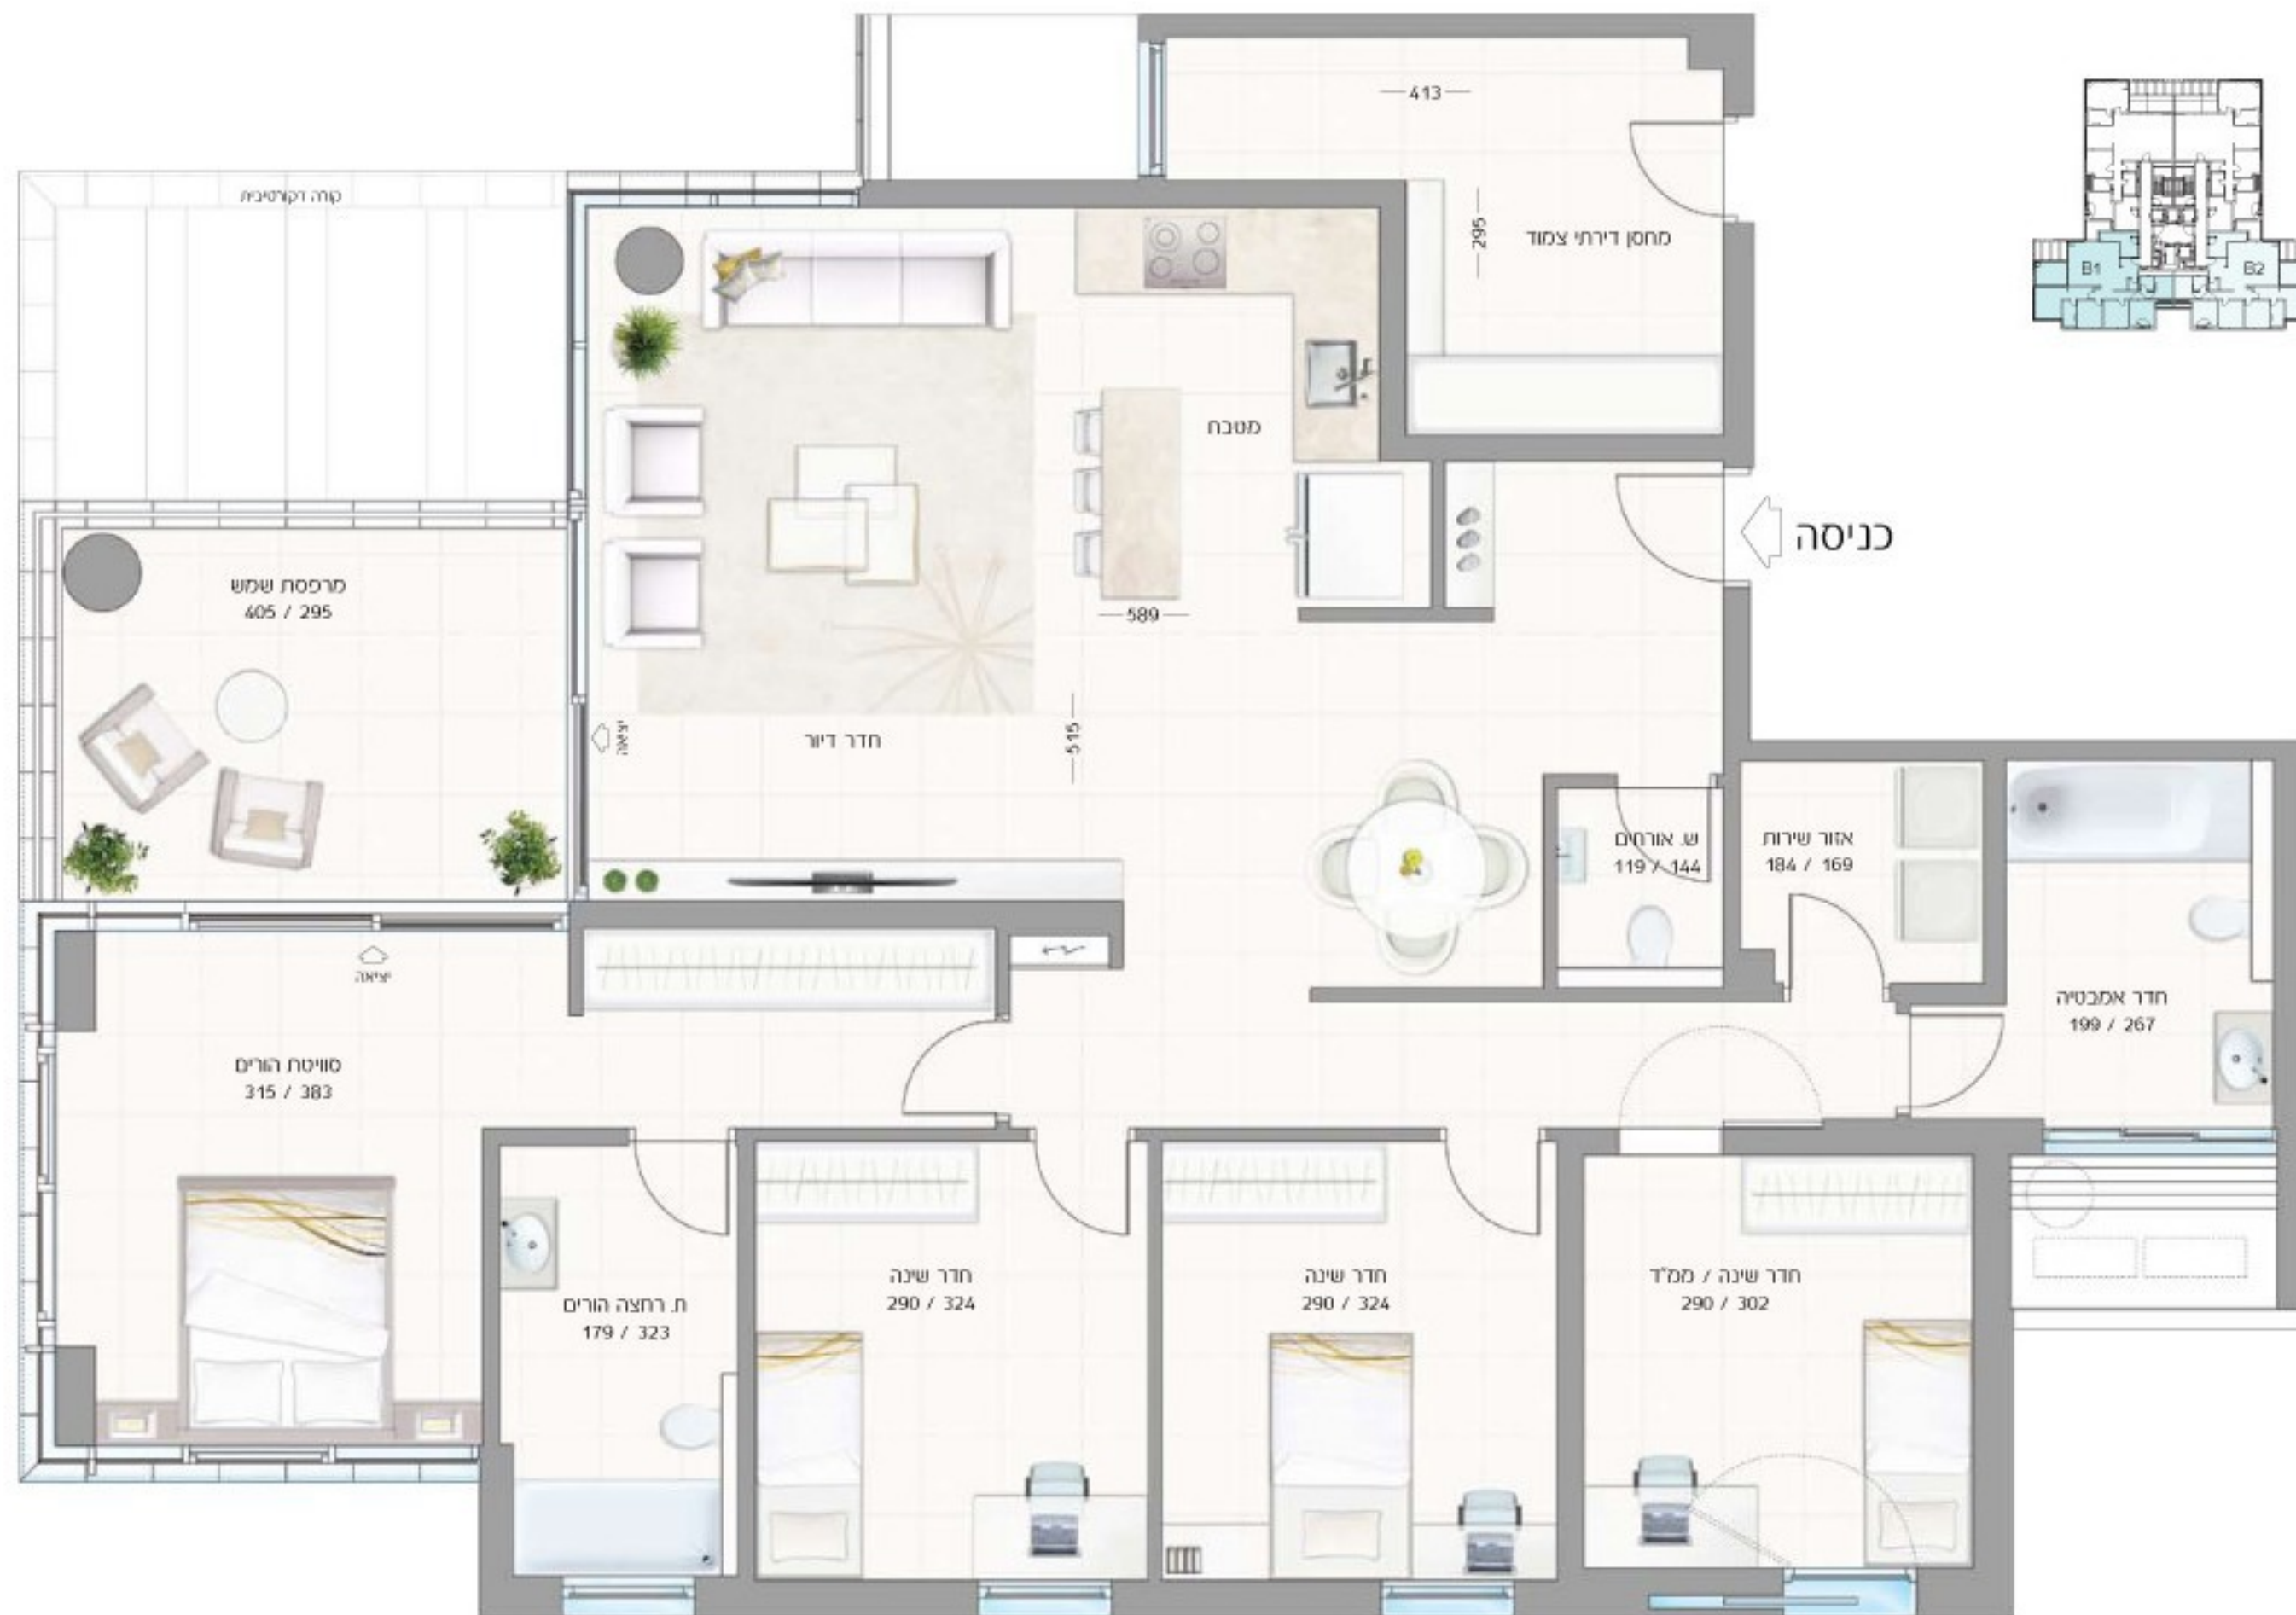 413
קורה דקורטיבית
295
מחסן דירתי צמוד
B1
B2
מטבח
כניסה
מרפסת שמש
405 / 295
589
יציאה
חדר דיור
515
ש. אורחים
119 / 144
אזור שירות
184 / 169
יציאה
חדר אמבטיה
199 / 267
סוויטת הורים
315 / 383
ח. רחצה הורים
179 / 323
חדר שינה
290 / 324
חדר שינה
290 / 324
חדר שינה / ממ"ד
290 / 302